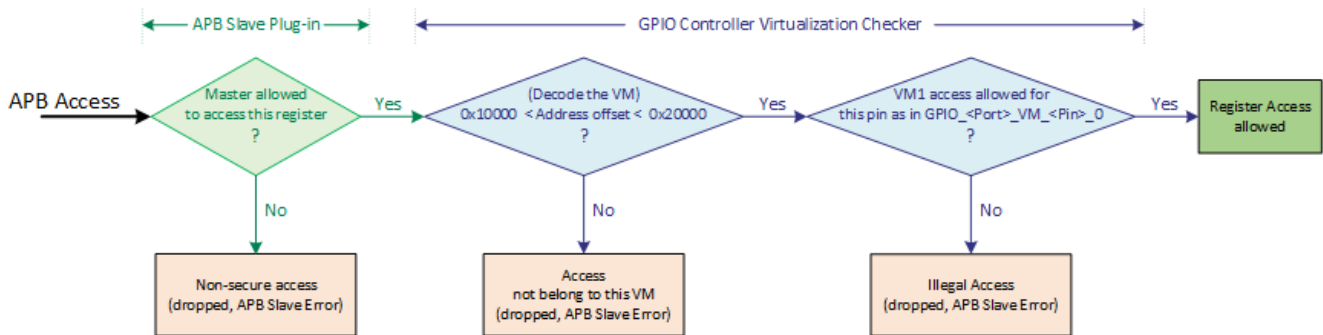 APB Slave Plug-in
GPIO Controller Virtualization Checker
APB Access
Master allowed
to access this register
?
Yes
(Decode the VM)
0x10000 < Address offset < 0x20000
?
Yes
VM1 access allowed for
this pin as in GPIO_<Port>_VM_<Pin>_0
?
Yes
Register Access
allowed
No
No
No
Non-secure access
(dropped, APB Slave Error)
Access
not belong to this VM
(dropped, APB Slave Error)
Illegal Access
(dropped, APB Slave Error)